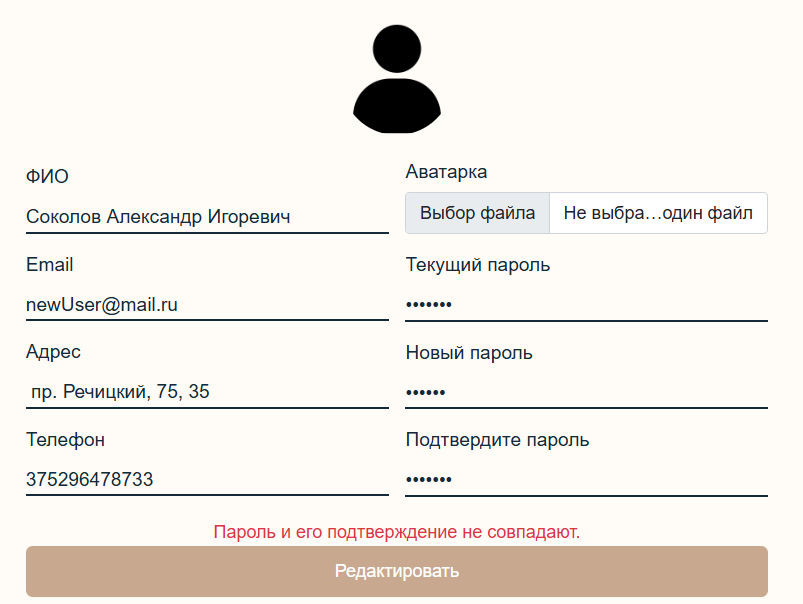 ФИО
Соколов Александр Игоревич
Email
newUser@mail.ru
Адрес
пр. Речицкий, 75, 35
Телефон
375296478733
Аватарка
Выбор файла Не выбра…один файл
Текущий пароль
•••••••
Новый пароль
••••••
Подтвердите пароль
•••••••
Пароль и его подтверждение не совпадают.
Редактировать